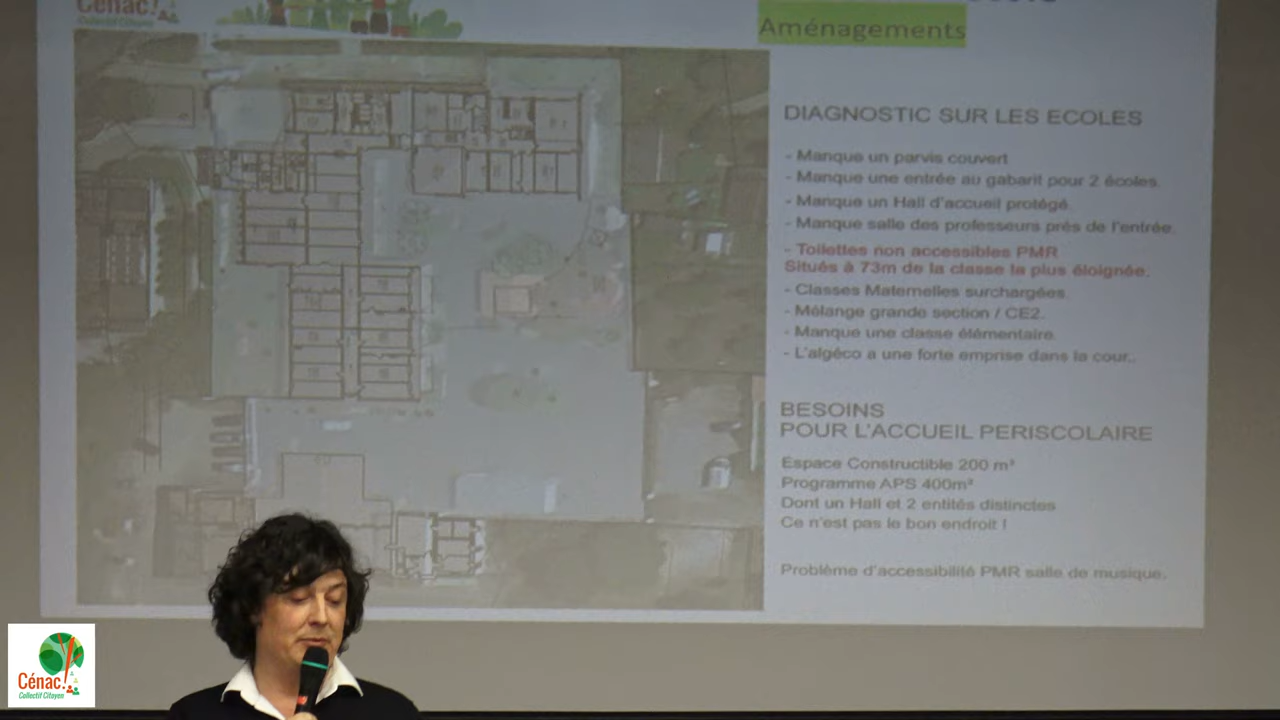 Cénac!
Collectif Citoyen
Aménagements
DIAGNOSTIC SUR LES ECOLES
- Manque un parvis couvert
- Manque une entrée au gabarit pour 2 écoles.
- Manque un Hall d'accueil protégé
- Manque salle des professeurs près de l'entrée.
- Toilettes non accessibles PMR
Situés à 73m de la classe la plus éloignée.
- Classes Maternelles surchargées
- Mélange grande section / CE2.
- Manque une classe élémentaire
- L'algéco a une forte emprise dans la cour..
BESOINS
POUR L'ACCUEIL PERISCOLAIRE
Espace Constructible 200 m²
Programme APS 400m²
Dont un Hall et 2 entités distinctes
Ce n'est pas le bon endroit !
Problème d'accessibilité PMR salle de musique.
Cénac!
Collectif Citoyen